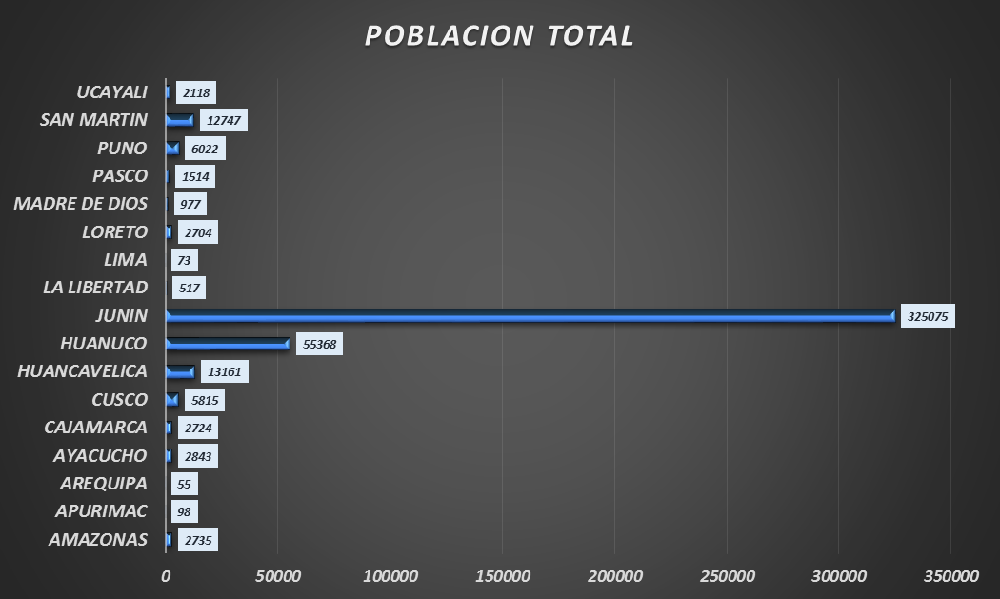 POBLACION TOTAL
UCAYALI 2118
SAN MARTIN 12747
PUNO 6022
PASCO 1514
MADRE DE DIOS 977
LORETO 2704
LIMA 73
LA LIBERTAD 517
JUNIN 325075
HUANUCO 55368
HUANCAVELICA 13161
CUSCO 5815
CAJAMARCA 2724
AYACUCHO 2843
AREQUIPA 55
APURIMAC 98
AMAZONAS 2735
0 50000 100000 150000 200000 250000 300000 350000